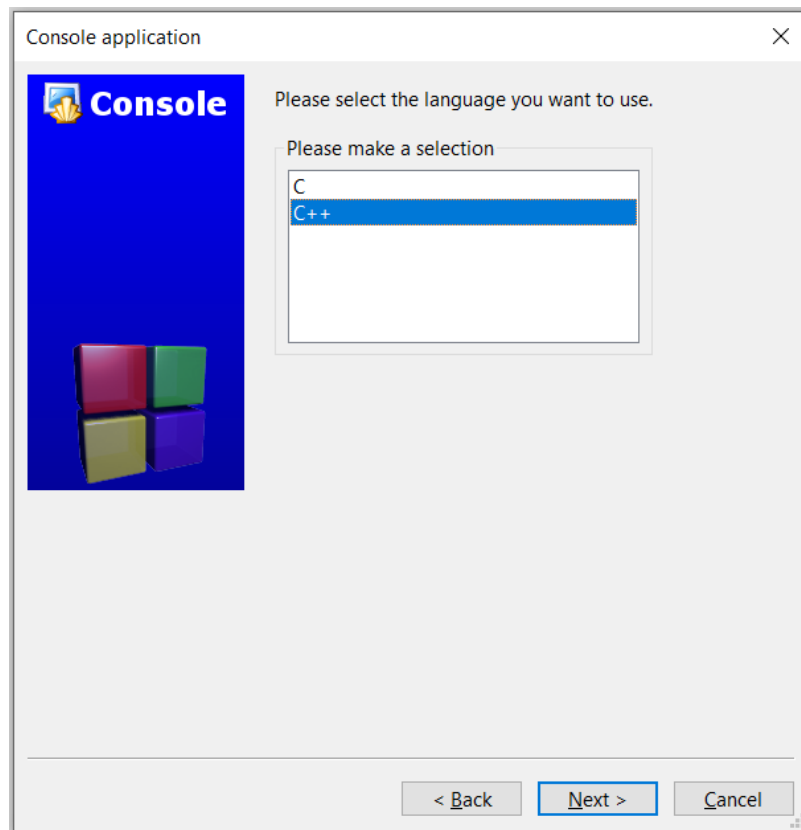 Console application
Console
Please select the language you want to use.
Please make a selection
C
C++
< Back
Next >
Cancel